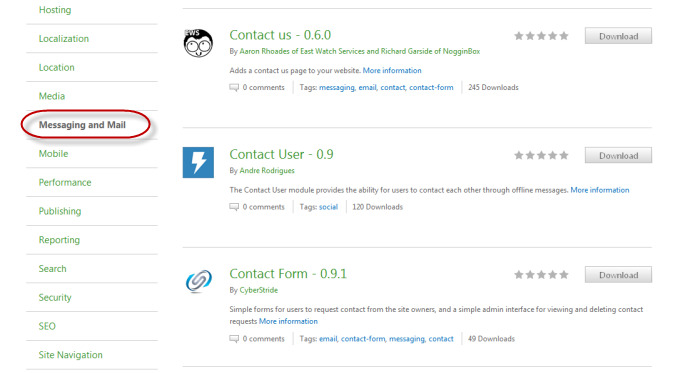 Hosting
Localization
Location
Media
Messaging and Mail
Mobile
Performance
Publishing
Reporting
Search
Security
SEO
Site Navigation
EWS
Contact us - 0.6.0
Download
By Aaron Rhoades of East Watch Services and Richard Garside of NogginBox
Adds a contact us page to your website. More information
0 comments Tags: messaging, email, contact, contact-form 245 Downloads
Contact User - 0.9
Download
By Andre Rodrigues
The Contact User module provides the ability for users to contact each other through offline messages. More information
0 comments Tags: social 120 Downloads
Contact Form - 0.9.1
Download
By CyberStride
Simple forms for users to request contact from the site owners, and a simple admin interface for viewing and deleting contact
requests More information
0 comments Tags: email, contact-form, messaging, contact 49 Downloads